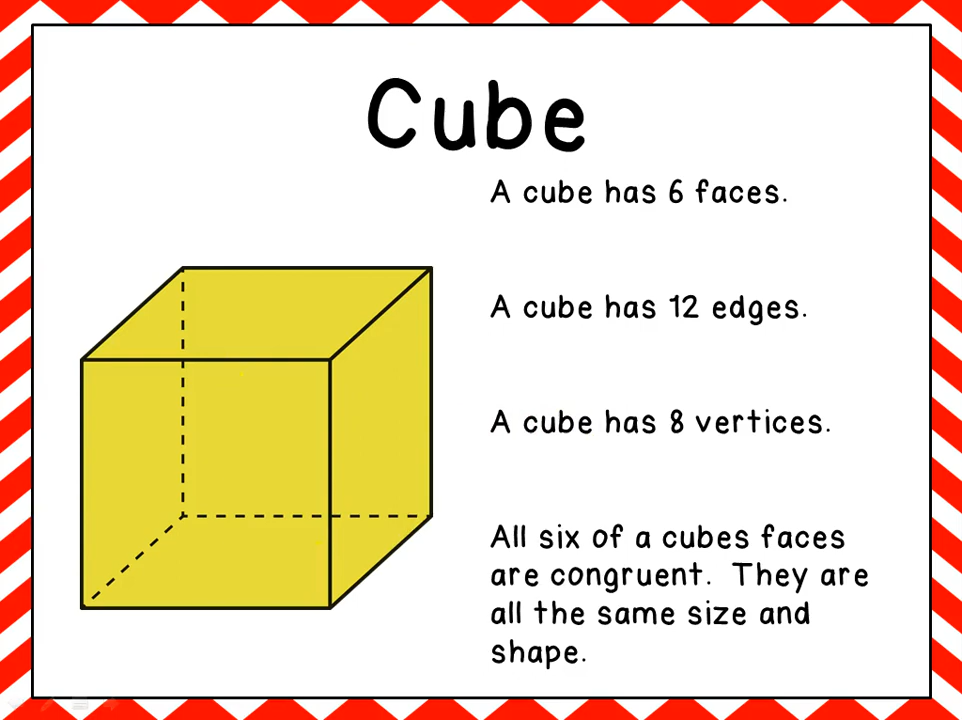 Cube
A cube has 6 faces.
A cube has 12 edges.
A cube has 8 vertices.
All six of a cubes faces
are congruent. They are
all the same size and
shape.